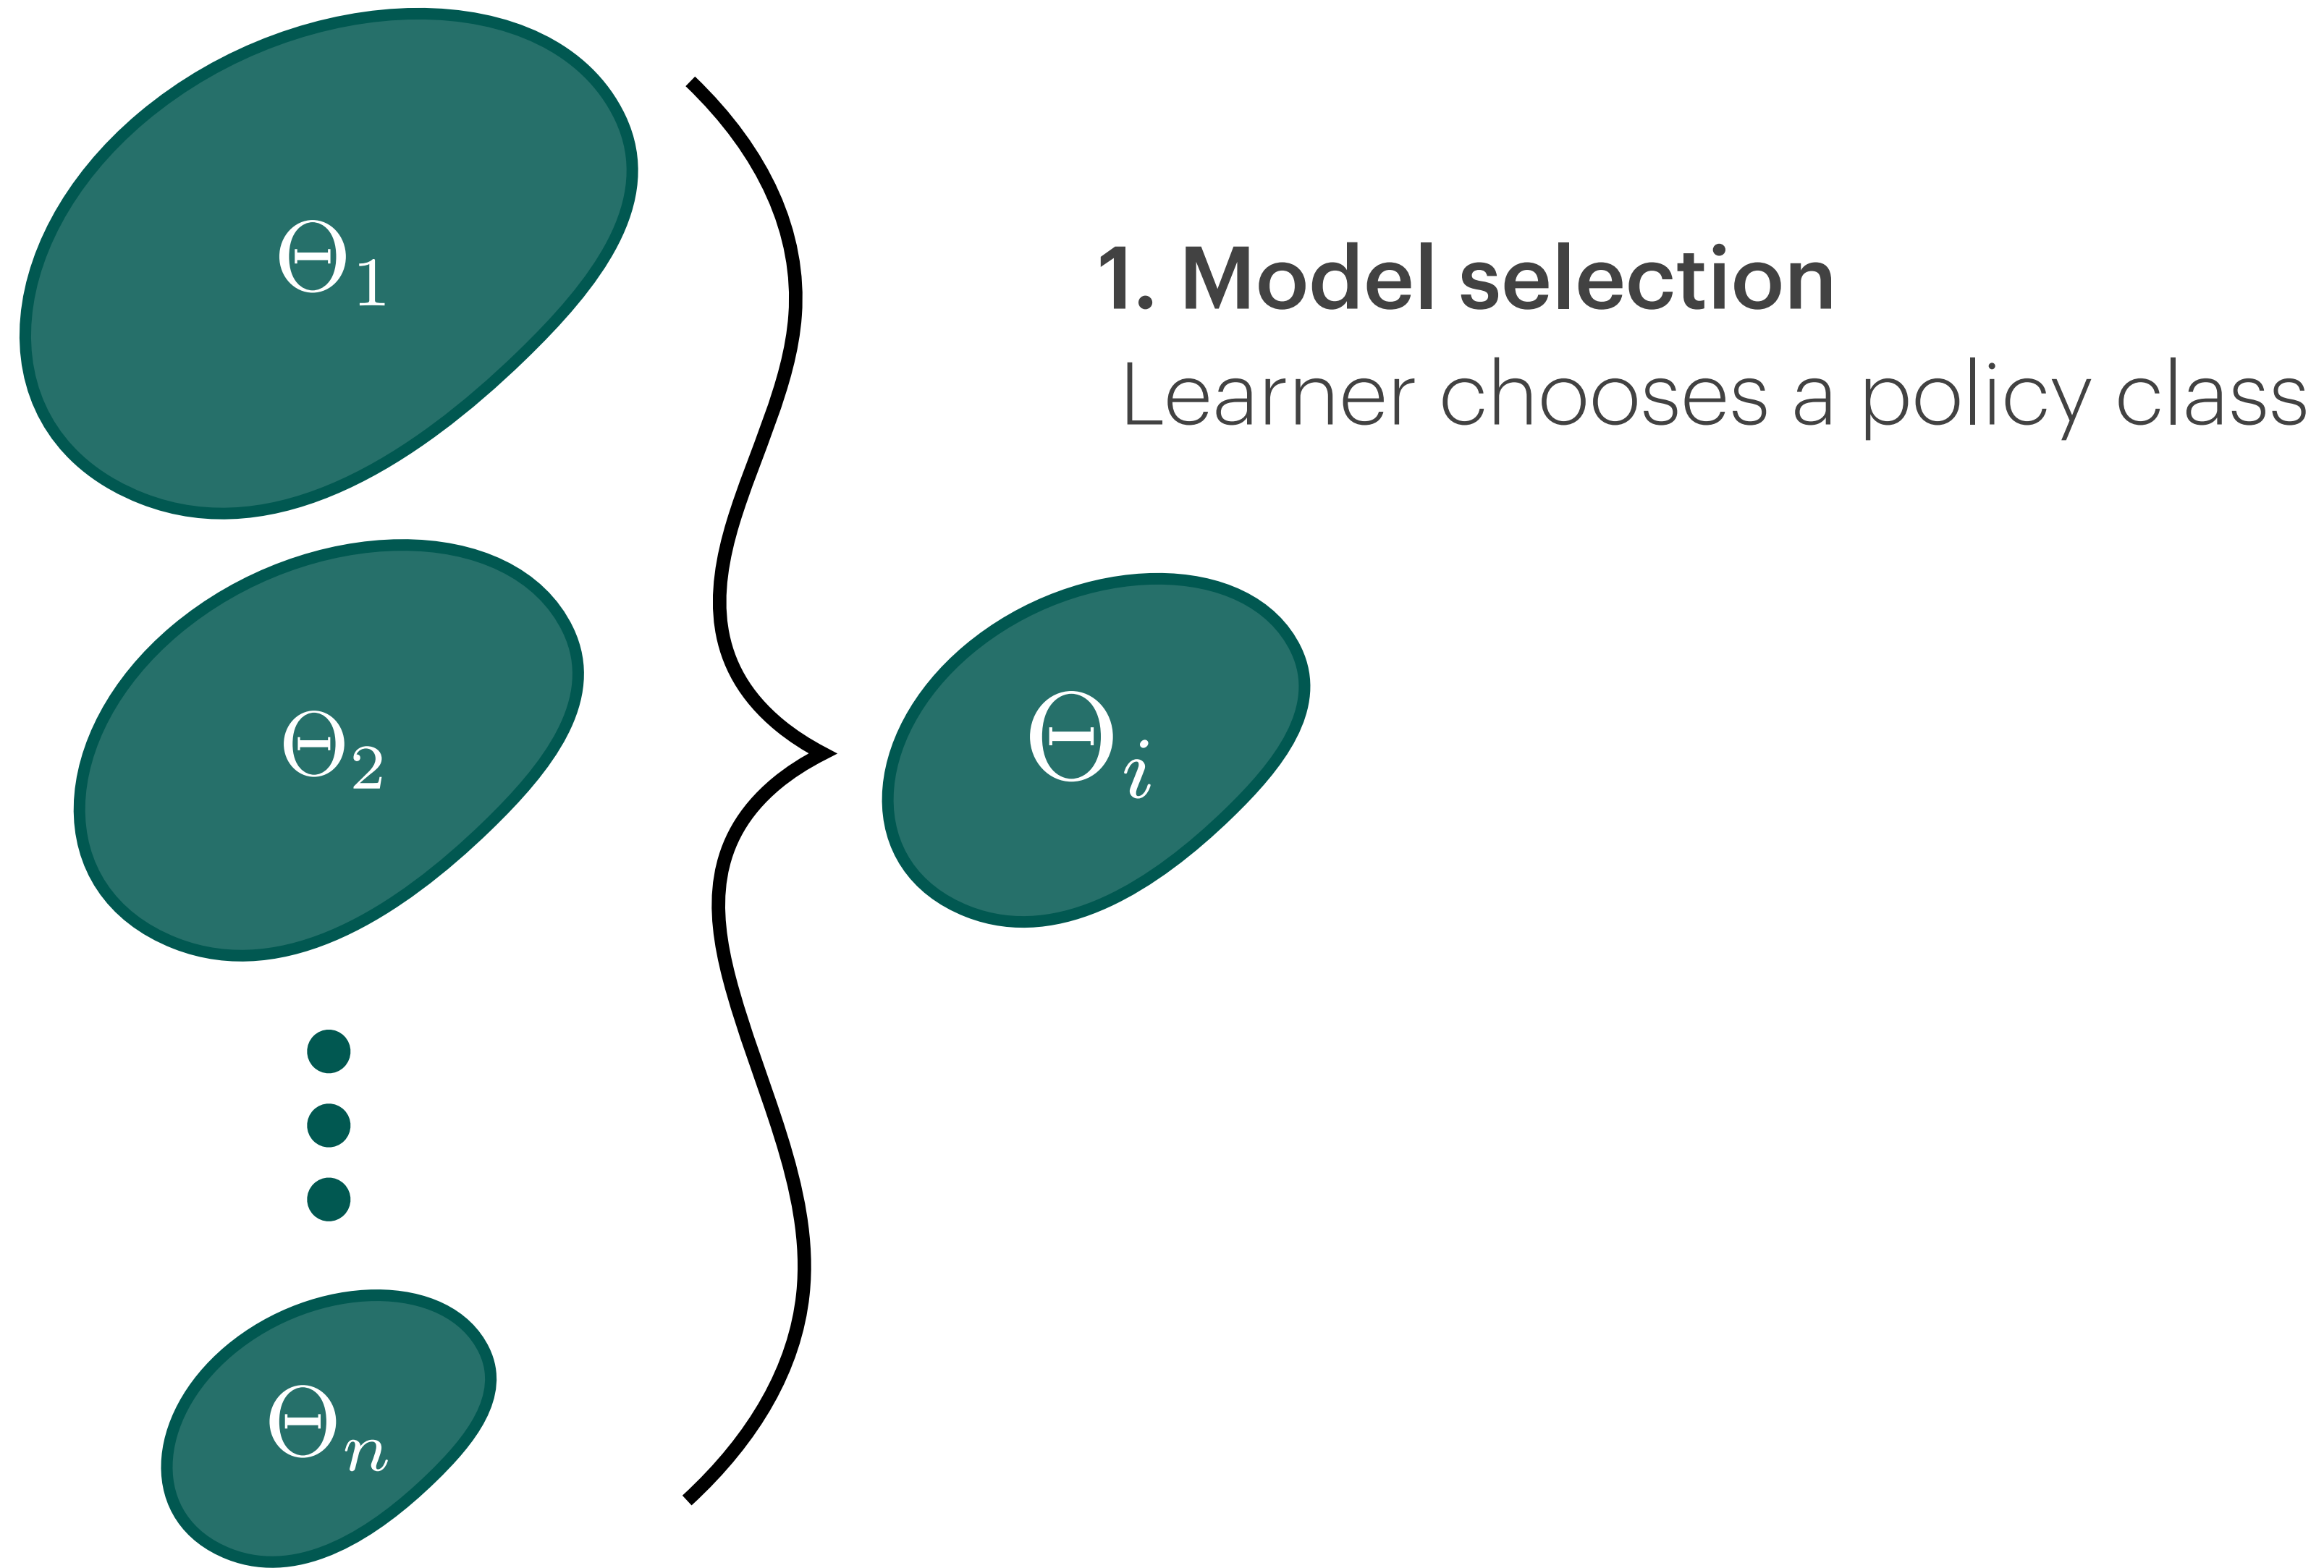 Θ₁
1. Model selection
Learner chooses a policy class
Θ₂
Θᵢ
Θₙ